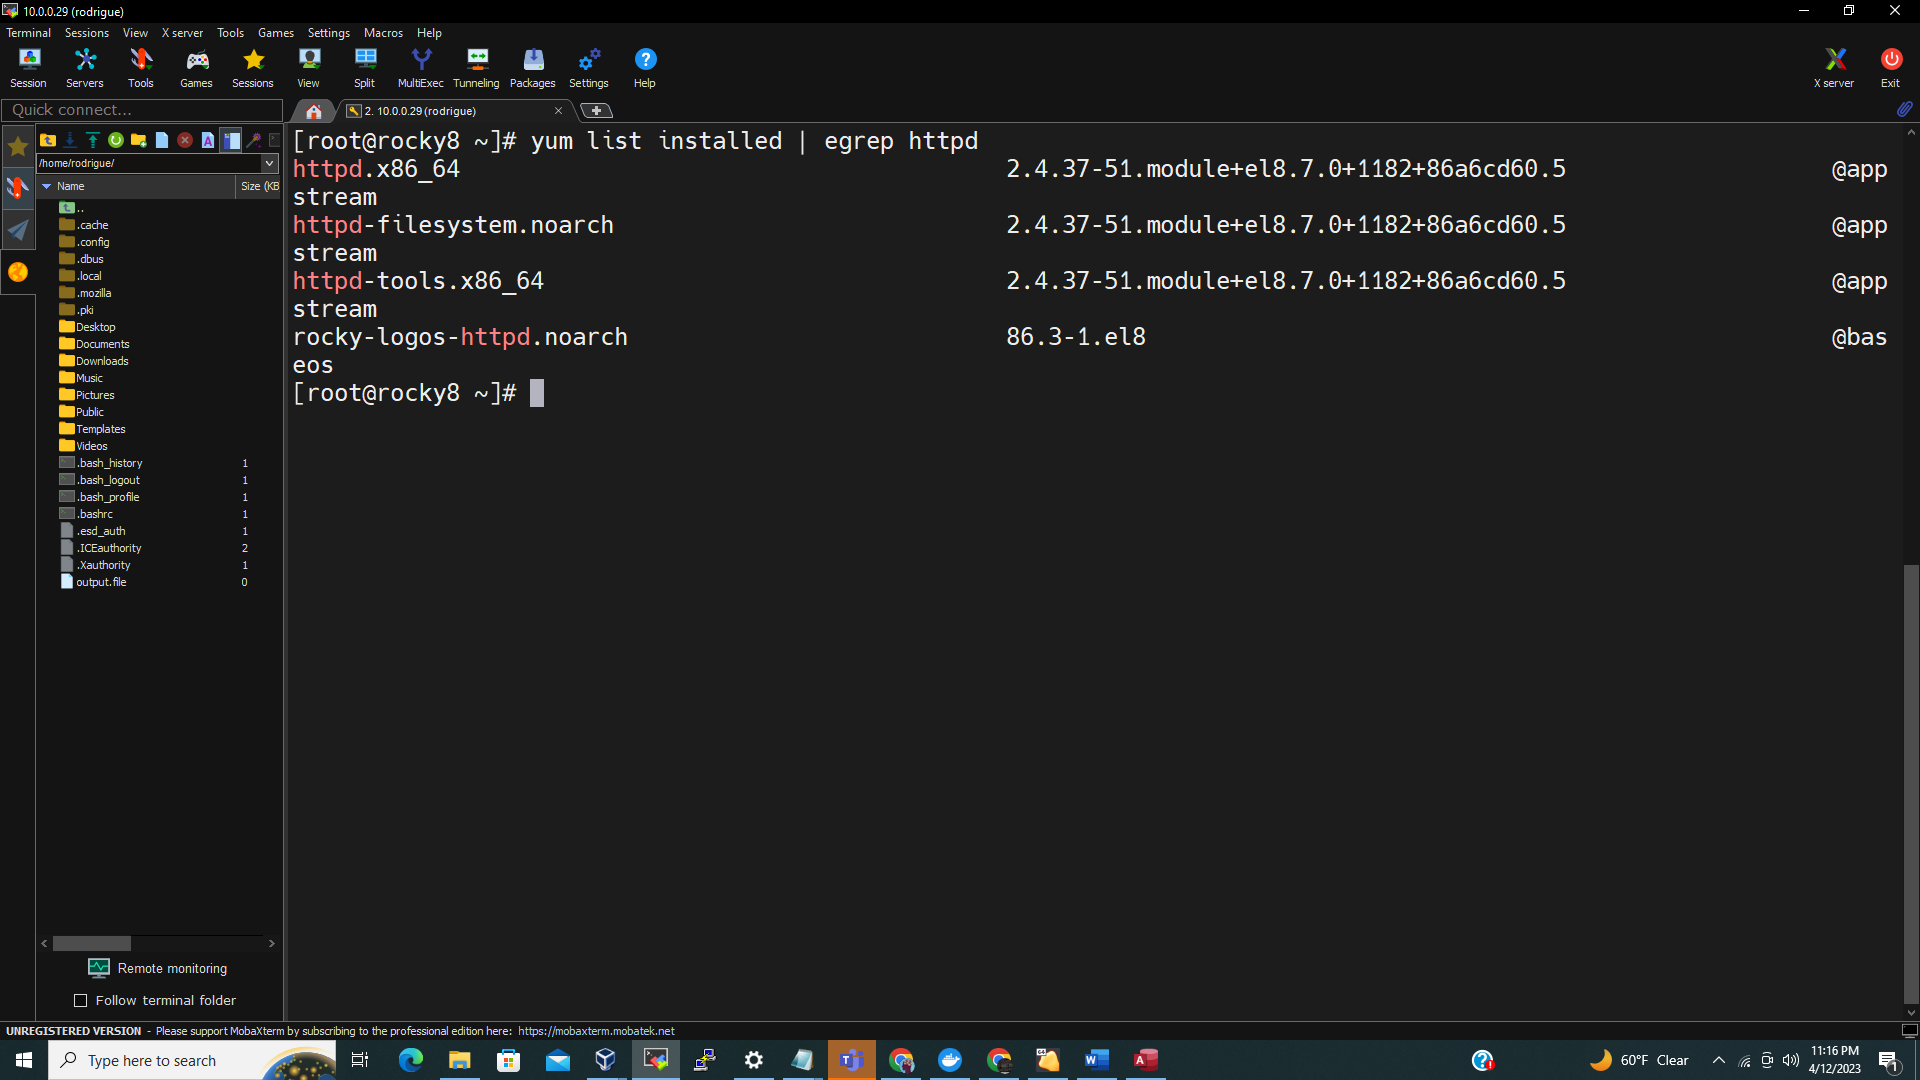 10.0.0.29 (rodrigue)
Terminal Sessions View X server Tools Games Settings Macros Help
Session Servers Tools Games Sessions View Split MultiExec Tunneling Packages Settings Help X server Exit
Quick connect... 2. 10.0.0.29 (rodrigue)
/home/rodrigue/
Name Size (KB
..
.cache
.config
.dbus
.local
.mozilla
.pki
Desktop
Documents
Downloads
Music
Pictures
Public
Templates
Videos
.bash_history 1
.bash_logout 1
.bash_profile 1
.bashrc 1
.esd_auth 1
.ICEauthority 2
.Xauthority 1
output.file 0
Remote monitoring
Follow terminal folder
[root@rocky8 ~]# yum list installed | egrep httpd
httpd.x86_64 2.4.37-51.module+el8.7.0+1182+86a6cd60.5 @app
stream
httpd-filesystem.noarch 2.4.37-51.module+el8.7.0+1182+86a6cd60.5 @app
stream
httpd-tools.x86_64 2.4.37-51.module+el8.7.0+1182+86a6cd60.5 @app
stream
rocky-logos-httpd.noarch 86.3-1.el8 @bas
eos
[root@rocky8 ~]#
UNREGISTERED VERSION - Please support MobaXterm by subscribing to the professional edition here: https://mobaxterm.mobatek.net
Type here to search
60°F Clear
11:16 PM
4/12/2023
1